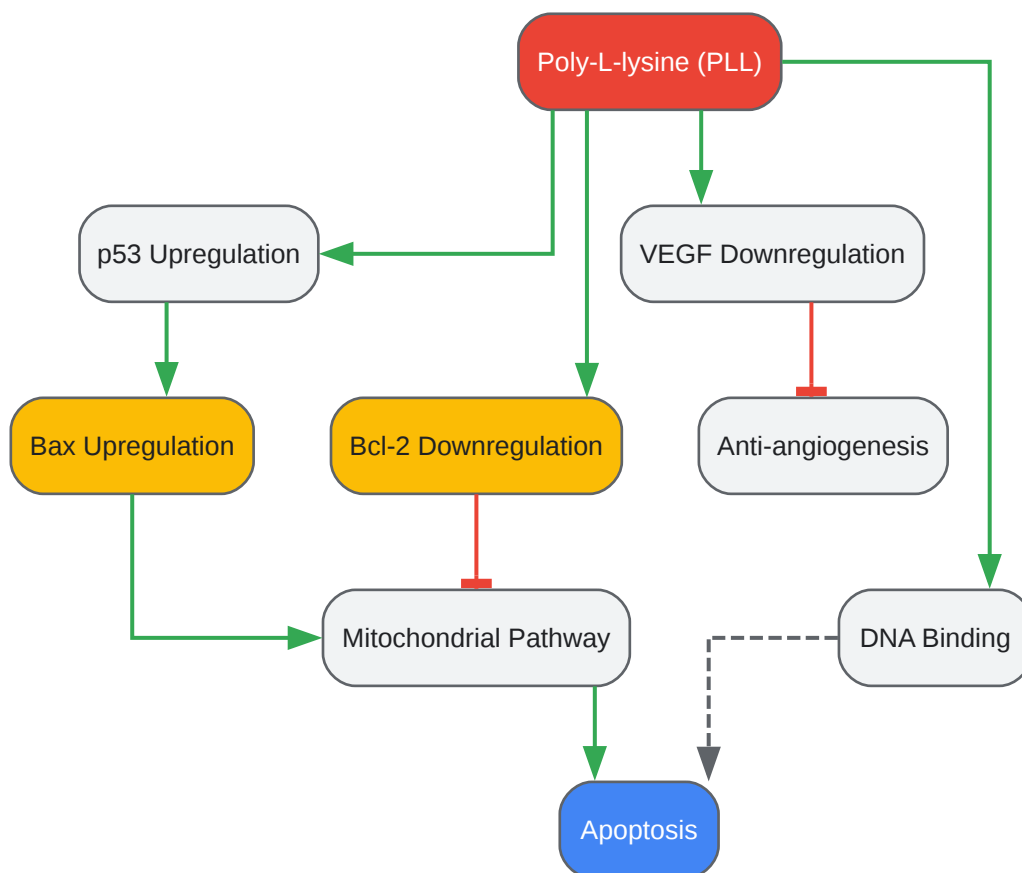 Poly-L-lysine (PLL)
p53 Upregulation
VEGF Downregulation
Bax Upregulation
Bcl-2 Downregulation
Anti-angiogenesis
Mitochondrial Pathway
DNA Binding
Apoptosis